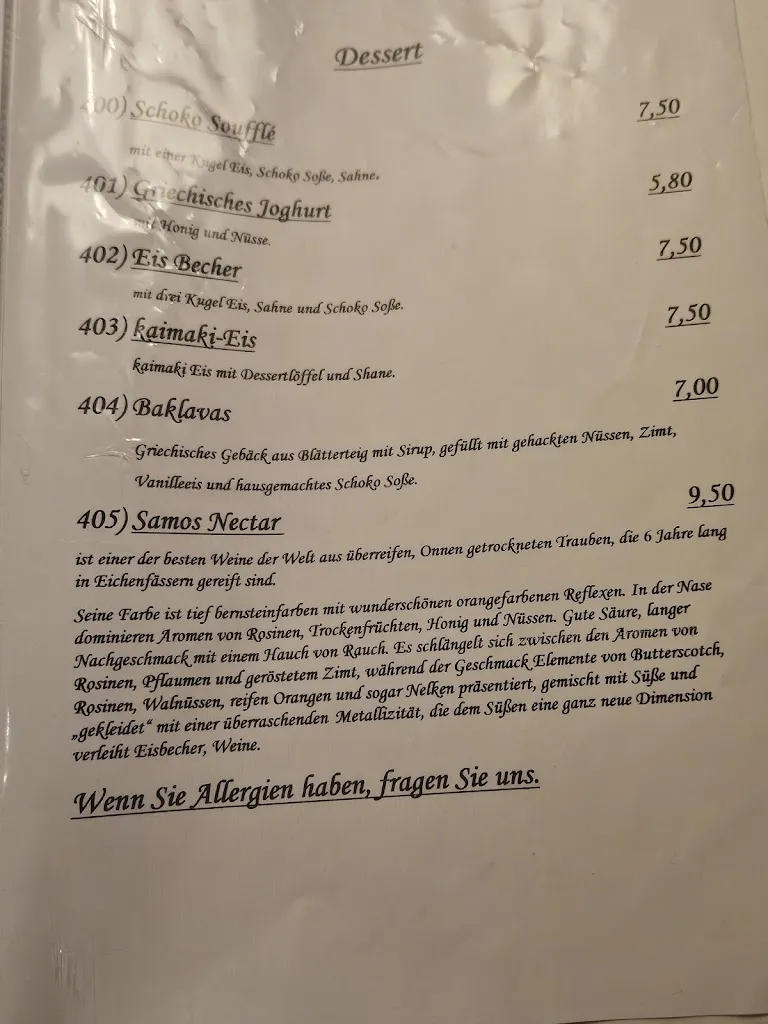 Dessert
400) Schoko Soufflé 7,50
mit einer Kugel Eis, Schoko Soße, Sahne.
401) Griechisches Joghurt 5,80
mit Honig und Nüsse.
402) Eis Becher 7,50
mit drei Kugel Eis, Sahne und Schoko Soße.
403) kaimaki-Eis 7,50
kaimaki Eis mit Dessertlöffel und Shane.
404) Baklavas 7,00
Griechisches Gebäck aus Blätterteig mit Sirup, gefüllt mit gehackten Nüssen, Zimt,
Vanilleeis und hausgemachtes Schoko Soße.
405) Samos Nectar 9,50
ist einer der besten Weine der Welt aus überreifen, Onnen getrockneten Trauben, die 6 Jahre lang
in Eichenfässern gereift sind.
Seine Farbe ist tief bernsteinfarben mit wunderschönen orangefarbenen Reflexen. In der Nase
dominieren Aromen von Rosinen, Trockenfrüchten, Honig und Nüssen. Gute Säure, langer
Nachgeschmack mit einem Hauch von Rauch. Es schlängelt sich zwischen den Aromen von
Rosinen, Pflaumen und geröstetem Zimt, während der Geschmack Elemente von Butterscotch,
Rosinen, Walnüssen, reifen Orangen und sogar Nelken präsentiert, gemischt mit Süße und
„gekleidet“ mit einer überraschenden Metallizität, die dem Süßen eine ganz neue Dimension
verleiht Eisbecher, Weine.
Wenn Sie Allergien haben, fragen Sie uns.